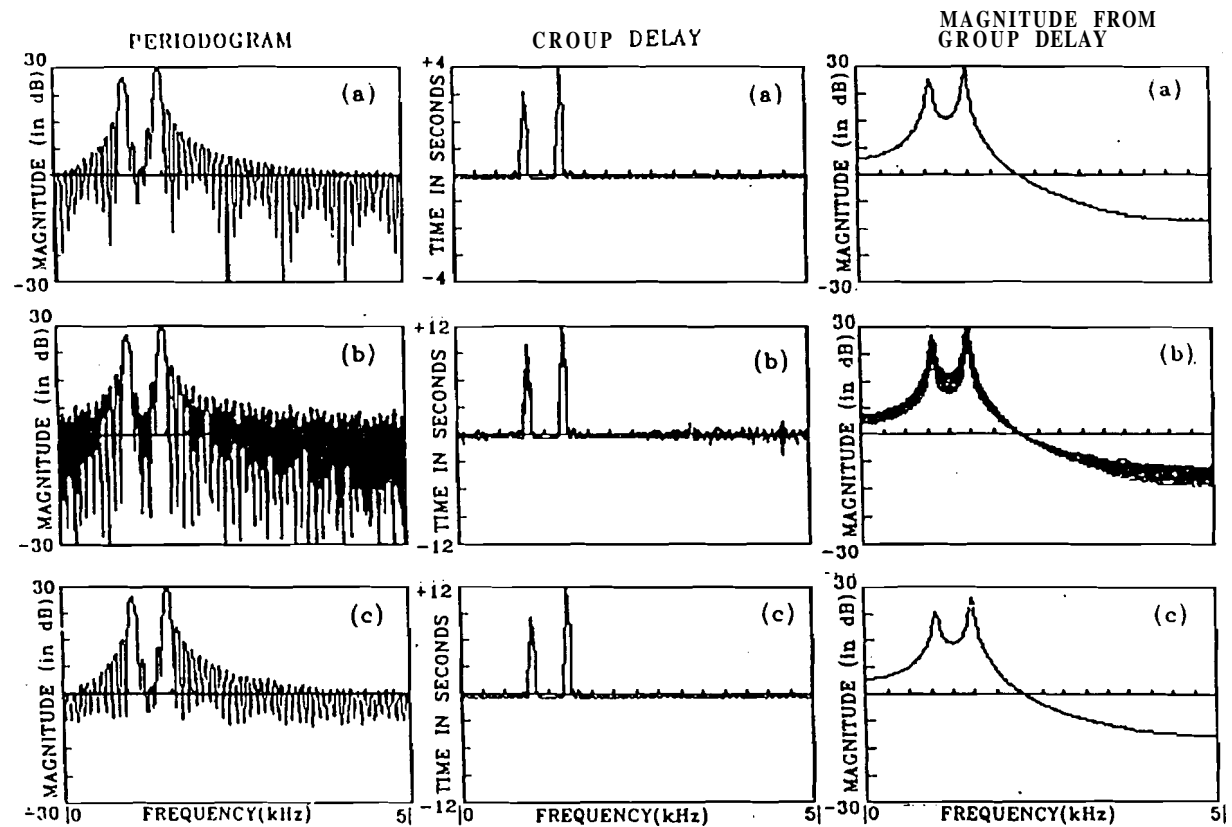 PERIODOGRAM
CROUP DELAY
MAGNITUDE FROM
GROUP DELAY
30
MAGNITUDE (in dB)
-30
(a)
+4
TIME IN SECONDS
-4
(a)
30
MAGNITUDE (in dB)
-30
(a)
30
MAGNITUDE (in dB)
-30
(b)
+12
TIME IN SECONDS
-12
(b)
30
MAGNITUDE (in dB)
-30
(b)
30
MAGNITUDE (in dB)
-30
(c)
+12
TIME IN SECONDS
-12
(c)
30
MAGNITUDE (in dB)
-30
(c)
0 FREQUENCY(kHz) 5
0 FREQUENCY(kHz) 5
0 FREQUENCY(kHz) 5